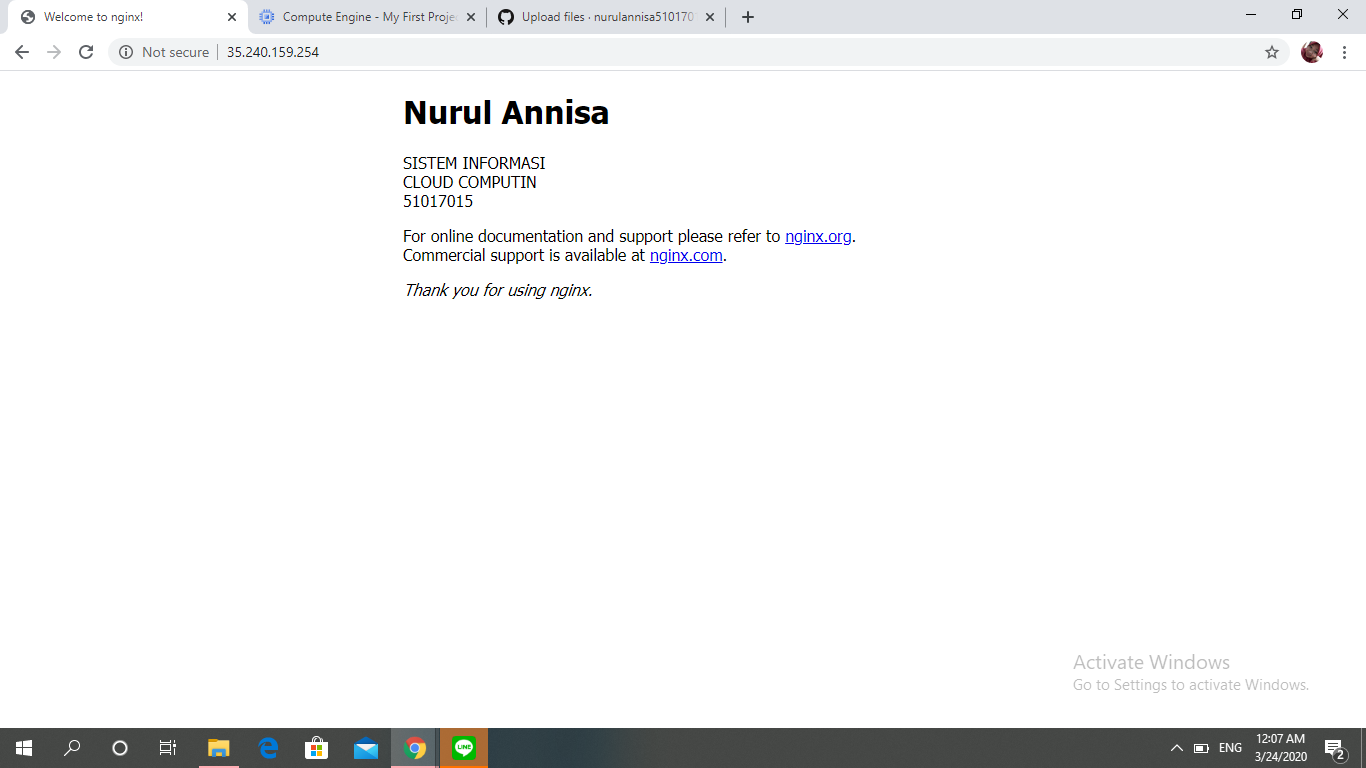 Welcome to nginx!
Compute Engine - My First Proje
Upload files · nurulannisa510170
Not secure
35.240.159.254
Nurul Annisa
SISTEM INFORMASI
CLOUD COMPUTIN
51017015
For online documentation and support please refer to nginx.org.
Commercial support is available at nginx.com.
Thank you for using nginx.
Activate Windows
Go to Settings to activate Windows.
LINE
ENG
12:07 AM
3/24/2020
2